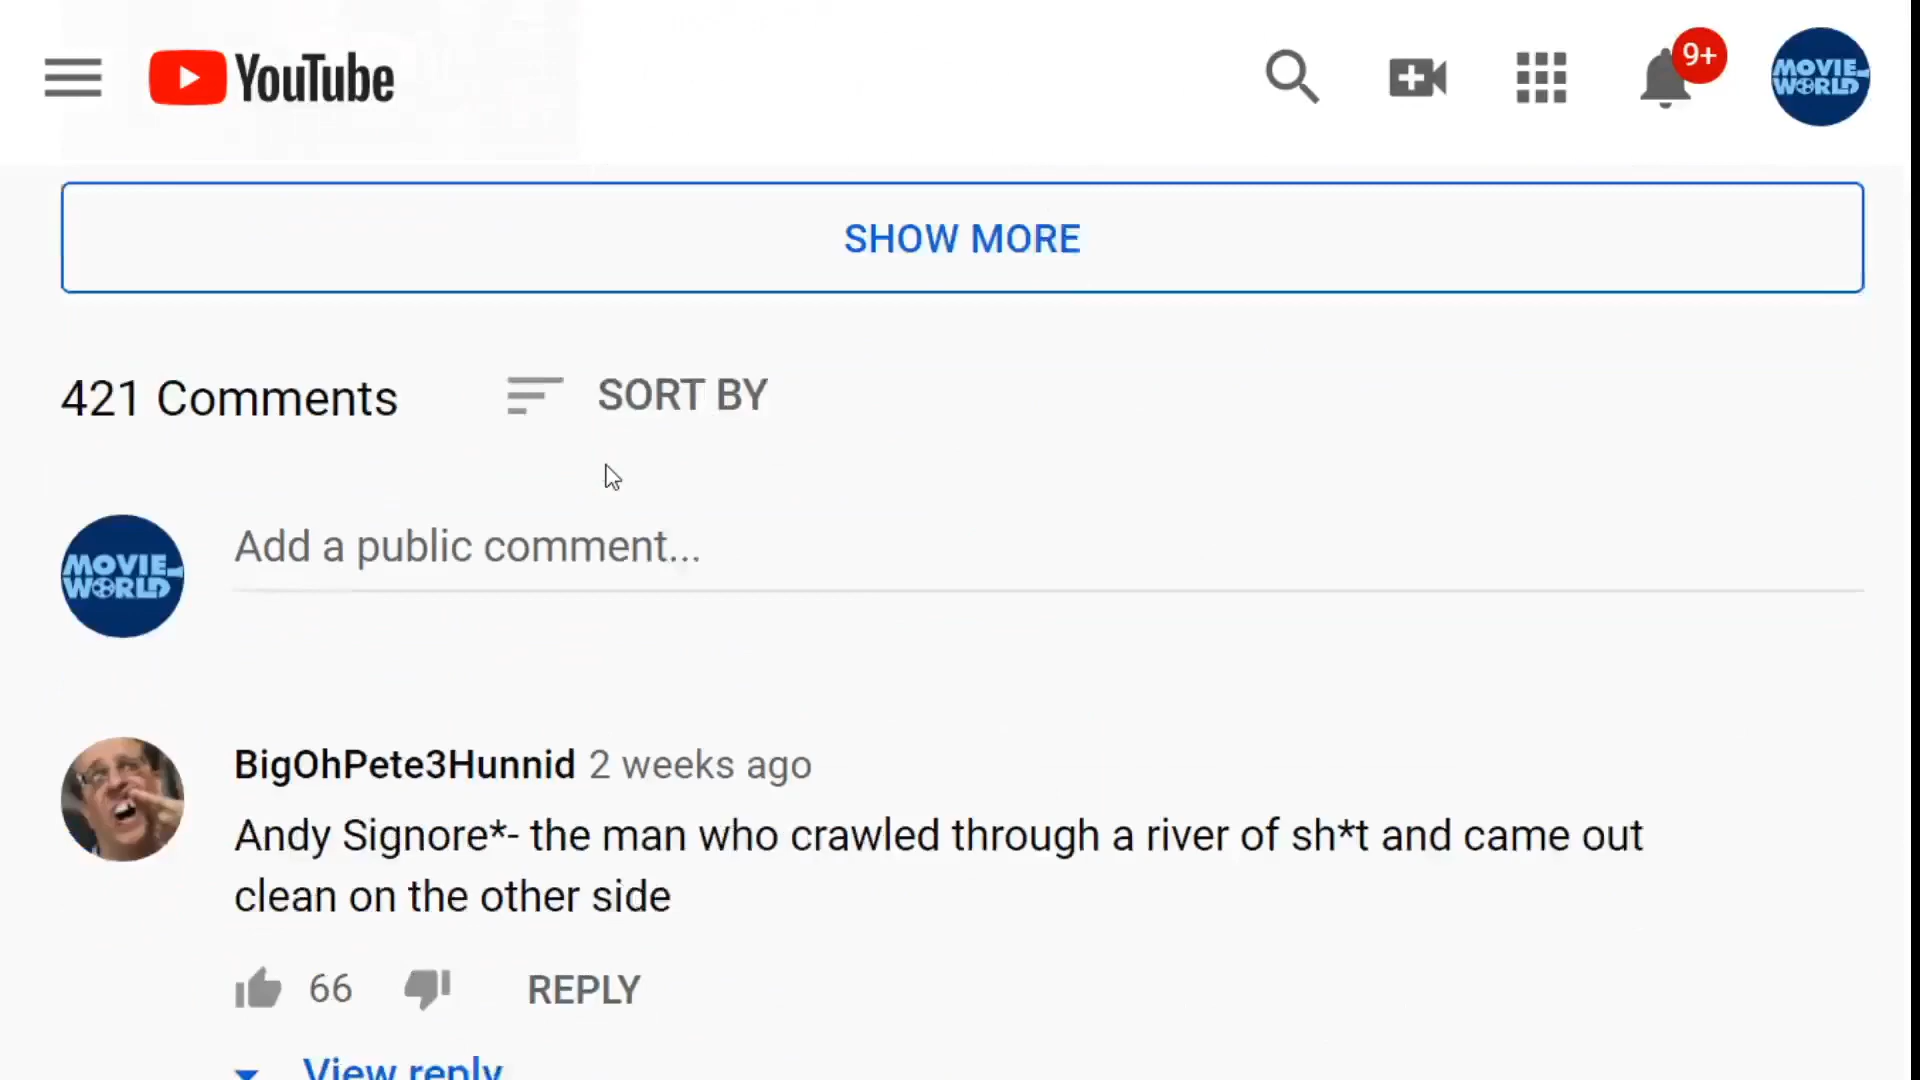 YouTube
9+
MOVIE
WORLD
SHOW MORE
421 Comments
SORT BY
MOVIE
WORLD
Add a public comment...
BigOhPete3Hunnid 2 weeks ago
Andy Signore*- the man who crawled through a river of sh*t and came out
clean on the other side
66
REPLY
View reply